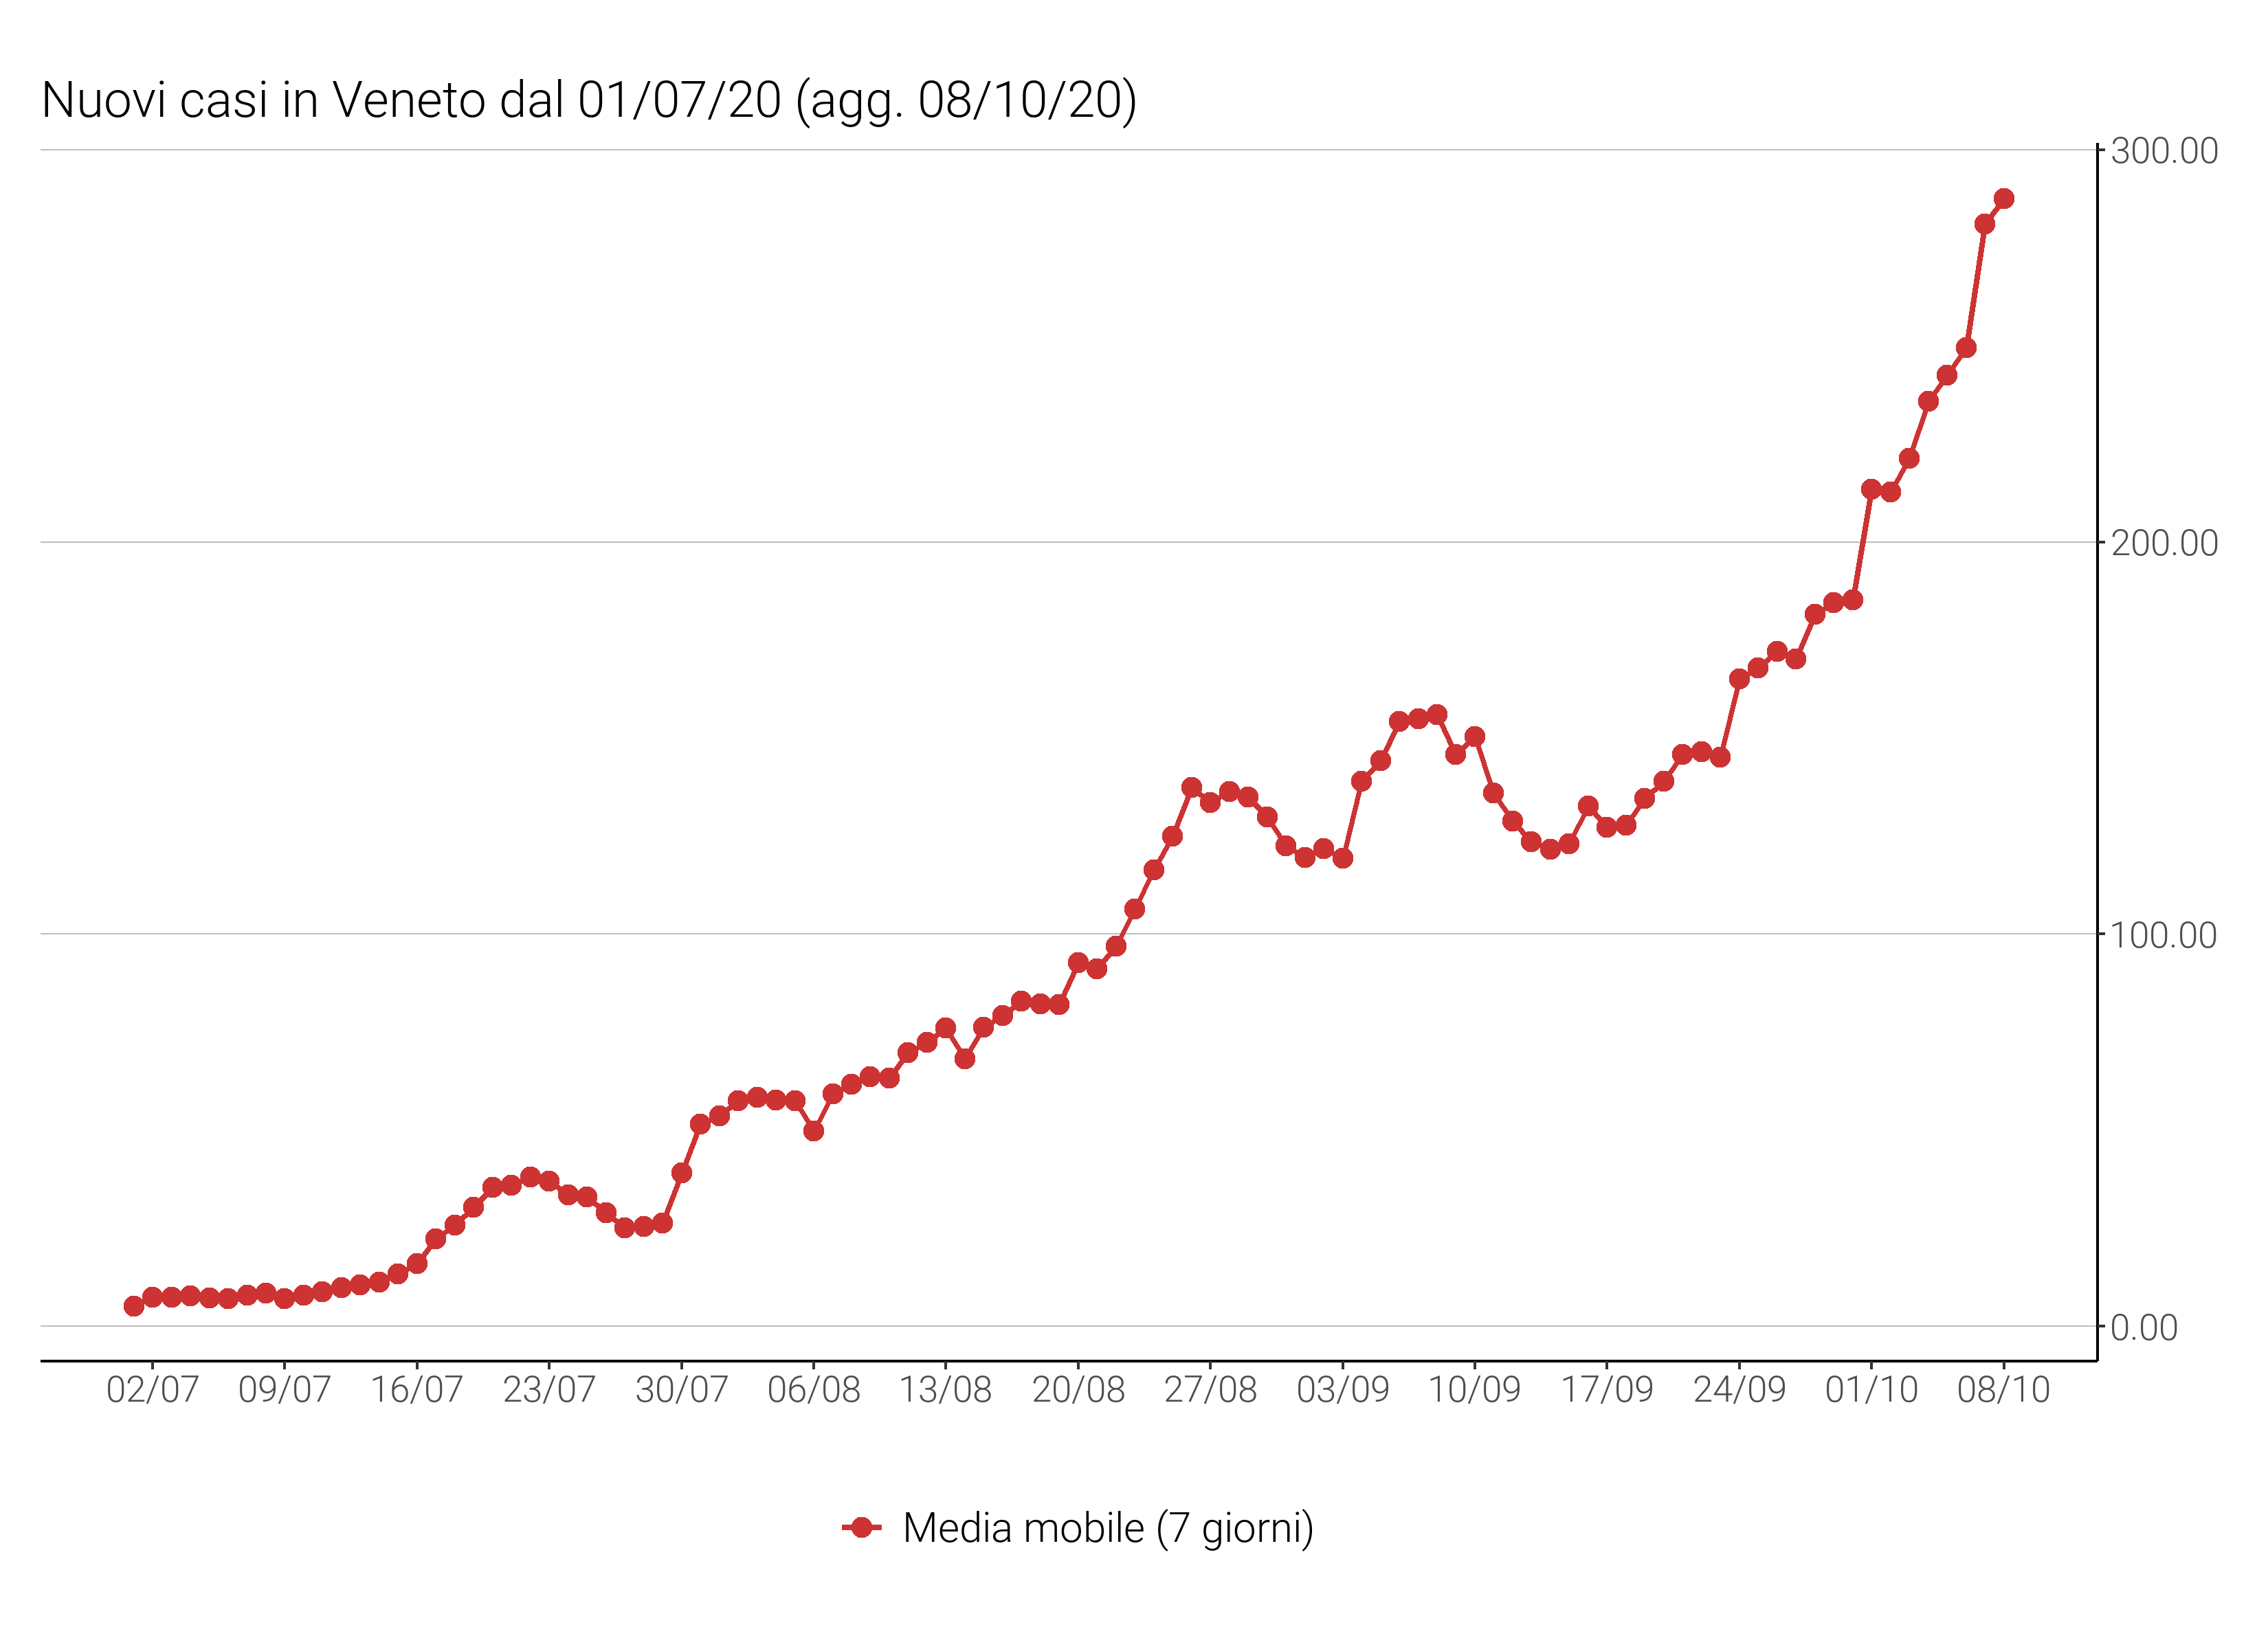 Nuovi casi in Veneto dal 01/07/20 (agg. 08/10/20)
300.00
200.00
100.00
0.00
02/07 09/07 16/07 23/07 30/07 06/08 13/08 20/08 27/08 03/09 10/09 17/09 24/09 01/10 08/10
Media mobile (7 giorni)